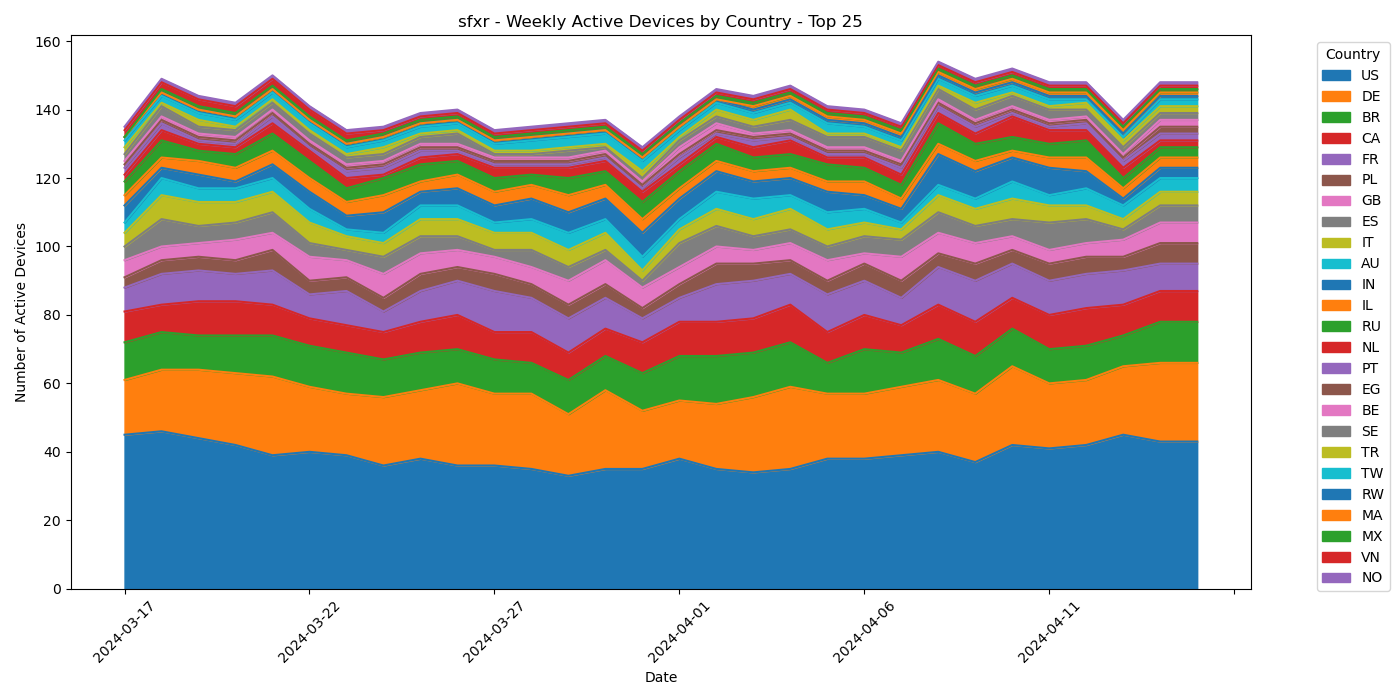 sfxr - Weekly Active Devices by Country - Top 25
160
140
120
100
80
60
40
20
0
Number of Active Devices
2024-03-17
2024-03-22
2024-03-27
2024-04-01
2024-04-06
2024-04-11
Date
Country
US
DE
BR
CA
FR
PL
GB
ES
IT
AU
IN
IL
RU
NL
PT
EG
BE
SE
TR
TW
RW
MA
MX
VN
NO